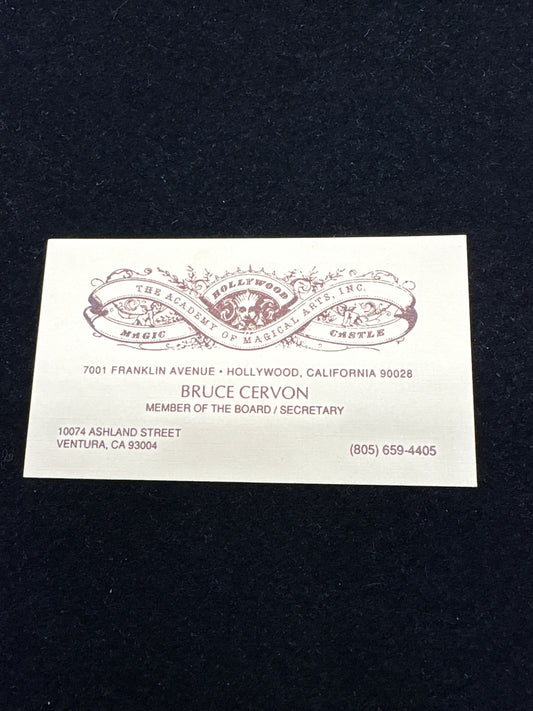 HOLLYWOOD
THE ACADEMY OF MAGICAL ARTS, INC.
MAGIC CASTLE
7001 FRANKLIN AVENUE • HOLLYWOOD, CALIFORNIA 90028
BRUCE CERVON
MEMBER OF THE BOARD / SECRETARY
10074 ASHLAND STREET
VENTURA, CA 93004
(805) 659-4405